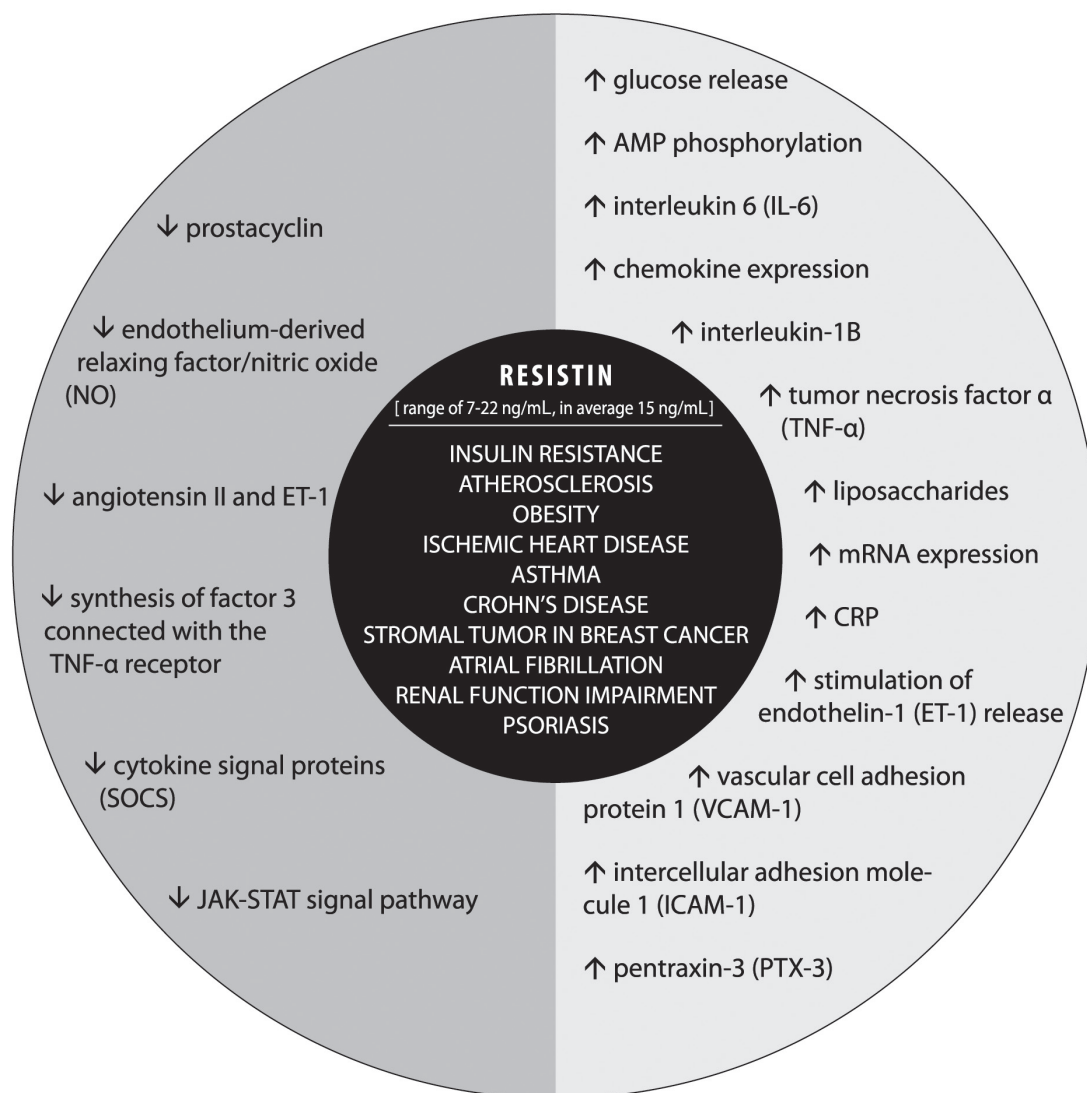 ↑ glucose release
↑ AMP phosphorylation
↑ interleukin 6 (IL-6)
↑ chemokine expression
↑ interleukin-1B
↑ tumor necrosis factor α
(TNF-α)
↑ liposaccharides
↑ mRNA expression
↑ CRP
↑ stimulation of
endothelin-1 (ET-1) release
↑ vascular cell adhesion
protein 1 (VCAM-1)
↑ intercellular adhesion mole-
cule 1 (ICAM-1)
↑ pentraxin-3 (PTX-3)
↓ prostacyclin
↓ endothelium-derived
relaxing factor/nitric oxide
(NO)
↓ angiotensin II and ET-1
↓ synthesis of factor 3
connected with the
TNF-α receptor
↓ cytokine signal proteins
(SOCS)
↓ JAK-STAT signal pathway
RESISTIN
[ range of 7-22 ng/mL, in average 15 ng/mL]
INSULIN RESISTANCE
ATHEROSCLEROSIS
OBESITY
ISCHEMIC HEART DISEASE
ASTHMA
CROHN'S DISEASE
STROMAL TUMOR IN BREAST CANCER
ATRIAL FIBRILLATION
RENAL FUNCTION IMPAIRMENT
PSORIASIS